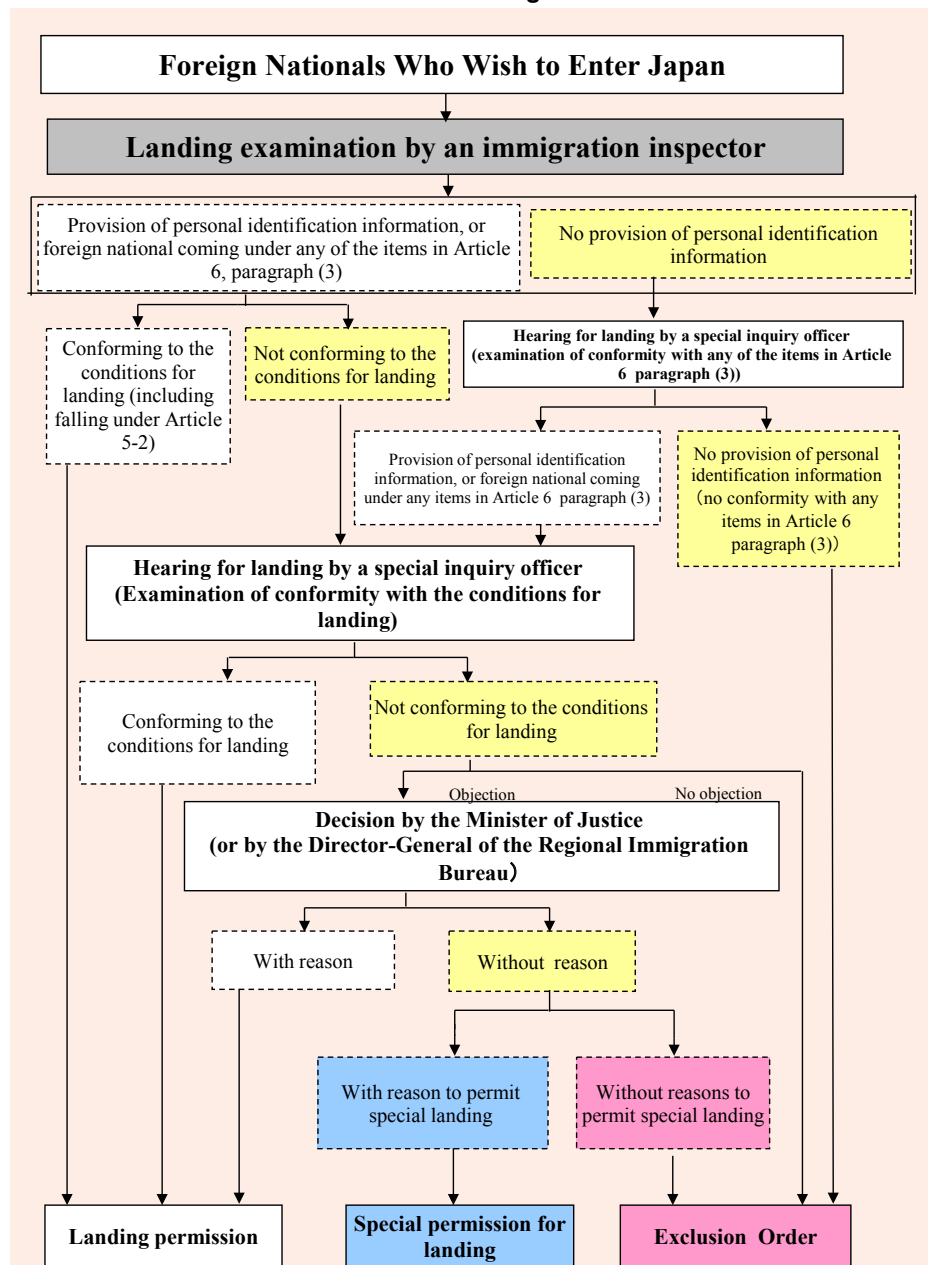 Foreign Nationals Who Wish to Enter Japan
Landing examination by an immigration inspector
Provision of personal identification information, or
foreign national coming under any of the items in Article
6, paragraph (3)
No provision of personal identification
information
Conforming to the
conditions for
landing (including
falling under Article
5-2)
Not conforming to the
conditions for landing
Hearing for landing by a special inquiry officer
(examination of conformity with any of the items in Article
6 paragraph (3))
Provision of personal identification
information, or foreign national coming
under any items in Article 6 paragraph (3)
No provision of personal
identification information
(no conformity with any
items in Article 6
paragraph (3))
Hearing for landing by a special inquiry officer
(Examination of conformity with the conditions for
landing)
Conforming to the
conditions for landing
Not conforming to the conditions
for landing
Objection
No objection
Decision by the Minister of Justice
(or by the Director-General of the Regional Immigration
Bureau)
With reason
Without reason
With reason to permit
special landing
Without reasons to
permit special landing
Landing permission
Special permission for
landing
Exclusion Order